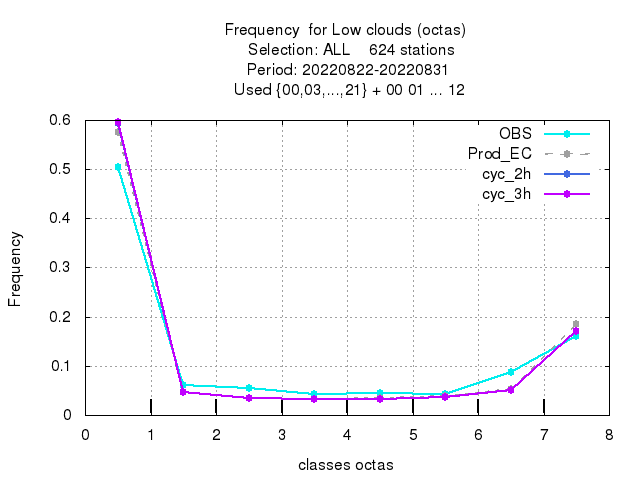 Frequency  for Low clouds (octas)
Selection: ALL    624 stations
Period: 20220822-20220831
Used {00,03,...,21} + 00 01 ... 12
OBS
Prod_EC
cyc_2h
cyc_3h
Frequency
0.6
0.5
0.4
0.3
0.2
0.1
0
0 1 2 3 4 5 6 7 8
classes octas